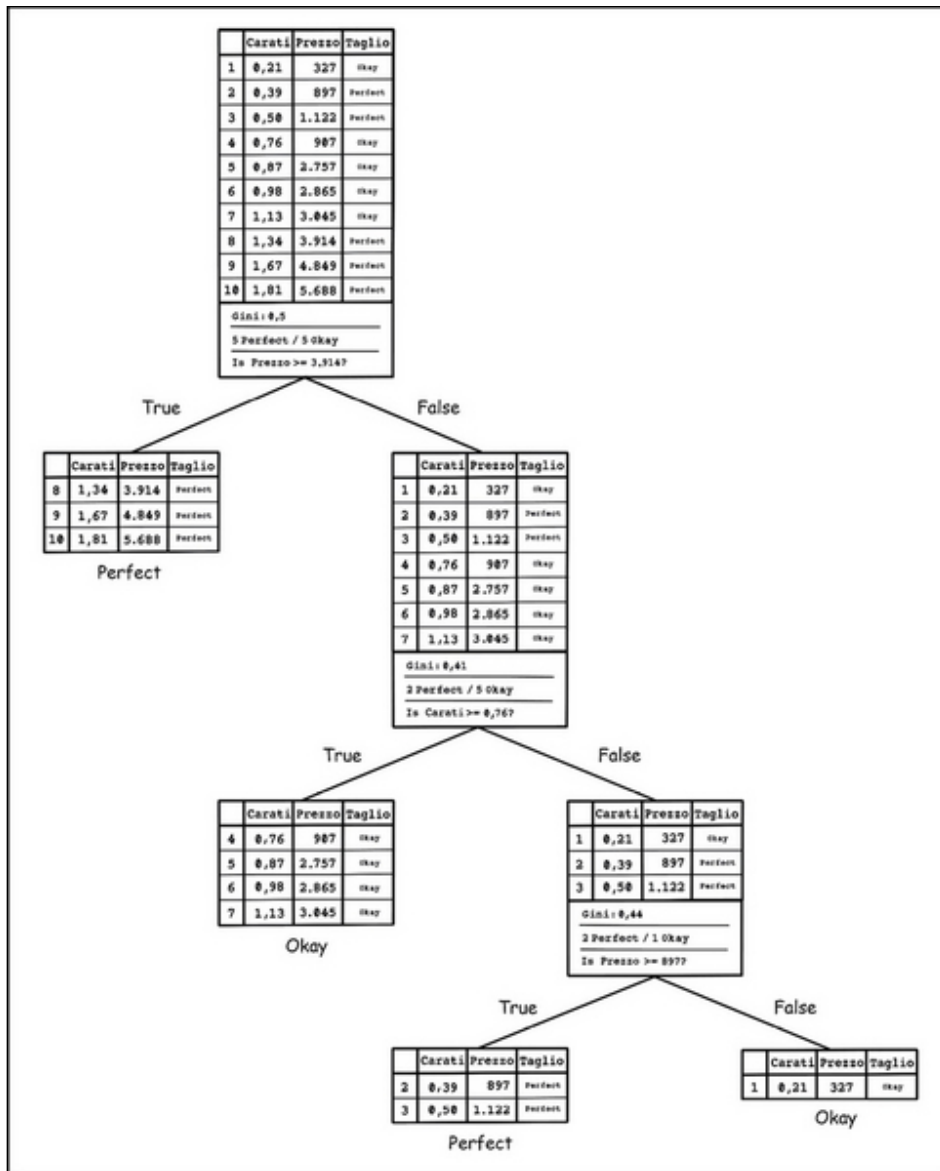 Carati Prezzo Taglio
1 0,21 327 Okay
2 0,39 897 Perfect
3 0,50 1.122 Perfect
4 0,76 907 Okay
5 0,87 2.757 Okay
6 0,98 2.865 Okay
7 1,13 3.045 Okay
8 1,34 3.914 Perfect
9 1,67 4.849 Perfect
10 1,81 5.688 Perfect
Gini: 0,5
5 Perfect / 5 Okay
Is Prezzo >= 3,914?
True
False
Carati Prezzo Taglio
8 1,34 3.914 Perfect
9 1,67 4.849 Perfect
10 1,81 5.688 Perfect
Perfect
Carati Prezzo Taglio
1 0,21 327 Okay
2 0,39 897 Perfect
3 0,50 1.122 Perfect
4 0,76 907 Okay
5 0,87 2.757 Okay
6 0,98 2.865 Okay
7 1,13 3.045 Okay
Gini: 0,41
2 Perfect / 5 Okay
Is Carati >= 0,76?
True
False
Carati Prezzo Taglio
4 0,76 907 Okay
5 0,87 2.757 Okay
6 0,98 2.865 Okay
7 1,13 3.045 Okay
Okay
Carati Prezzo Taglio
1 0,21 327 Okay
2 0,39 897 Perfect
3 0,50 1.122 Perfect
Gini: 0,44
2 Perfect / 1 Okay
Is Prezzo >= 897?
True
False
Carati Prezzo Taglio
2 0,39 897 Perfect
3 0,50 1.122 Perfect
Perfect
Carati Prezzo Taglio
1 0,21 327 Okay
Okay